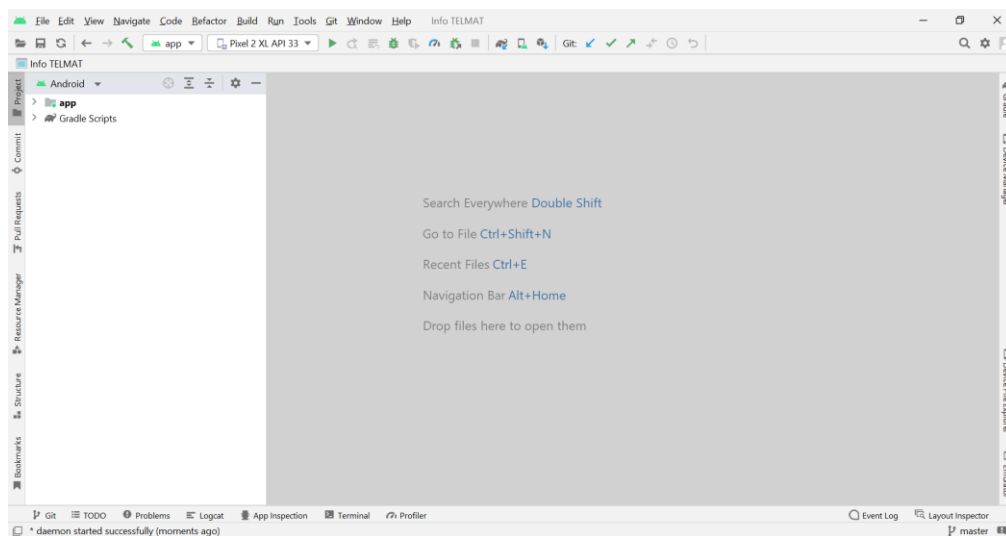 File Edit View Navigate Code Refactor Build Run Tools Git Window Help Info TELMAT
app Pixel 2 XL API 33 Git:
Info TELMAT
Android
app
Gradle Scripts
Project
Commit
Pull Requests
Resource Manager
Structure
Bookmarks
Search Everywhere Double Shift
Go to File Ctrl+Shift+N
Recent Files Ctrl+E
Navigation Bar Alt+Home
Drop files here to open them
Git TODO Problems Logcat App Inspection Terminal Profiler Event Log Layout Inspector
* daemon started successfully (moments ago) master